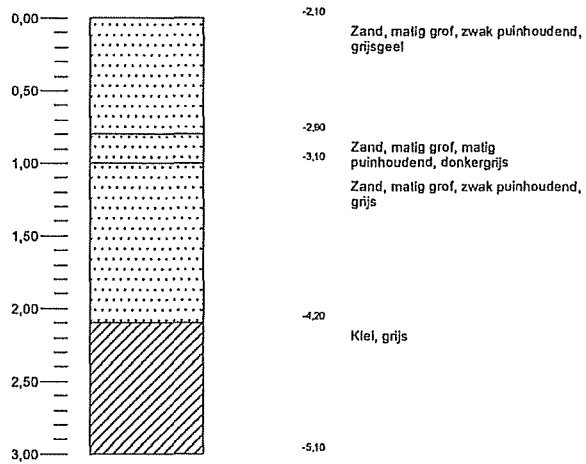 0,00
-2,10
Zand, matig grof, zwak puinhoudend,
grijsgeel
0,50
-2,90
Zand, matig grof, matig
puinhoudend, donkergrijs
1,00
-3,10
Zand, matig grof, zwak puinhoudend,
grijs
1,50
2,00
-4,20
Klei, grijs
2,50
3,00
-5,10